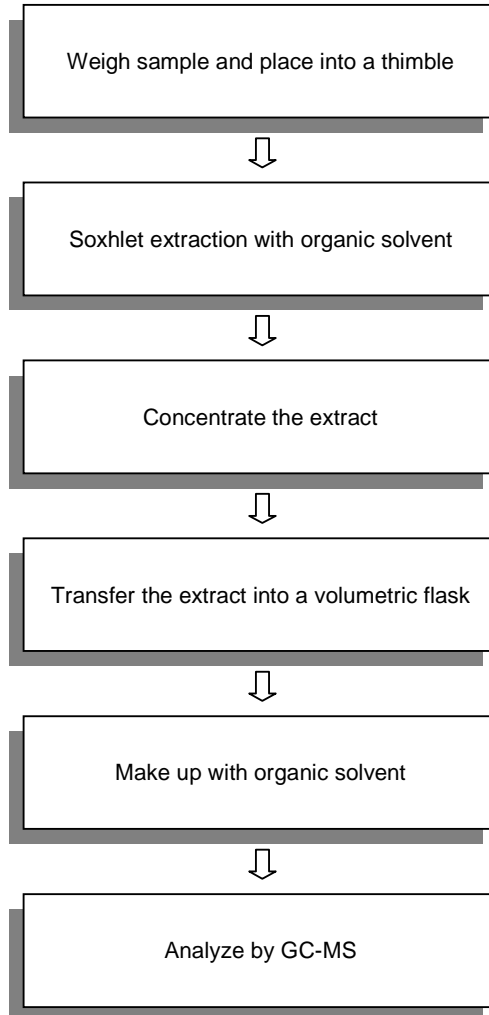 Weigh sample and place into a thimble
Soxhlet extraction with organic solvent
Concentrate the extract
Transfer the extract into a volumetric flask
Make up with organic solvent
Analyze by GC-MS